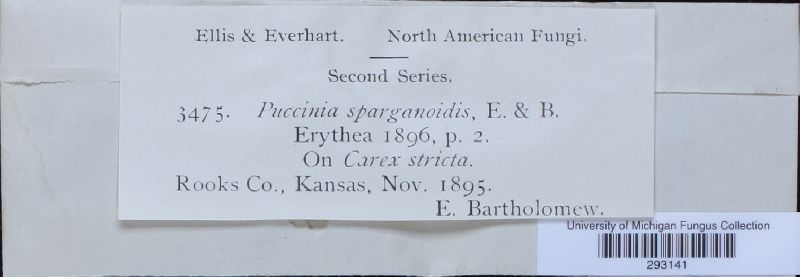 Ellis & Everhart. North American Fungi.
Second Series.
3475. Puccinia sparganoidis, E. & B.
Erythea 1896, p. 2.
On Carex stricta.
Rooks Co., Kansas, Nov. 1895.
E. Bartholomew.
University of Michigan Fungus Collection
293141